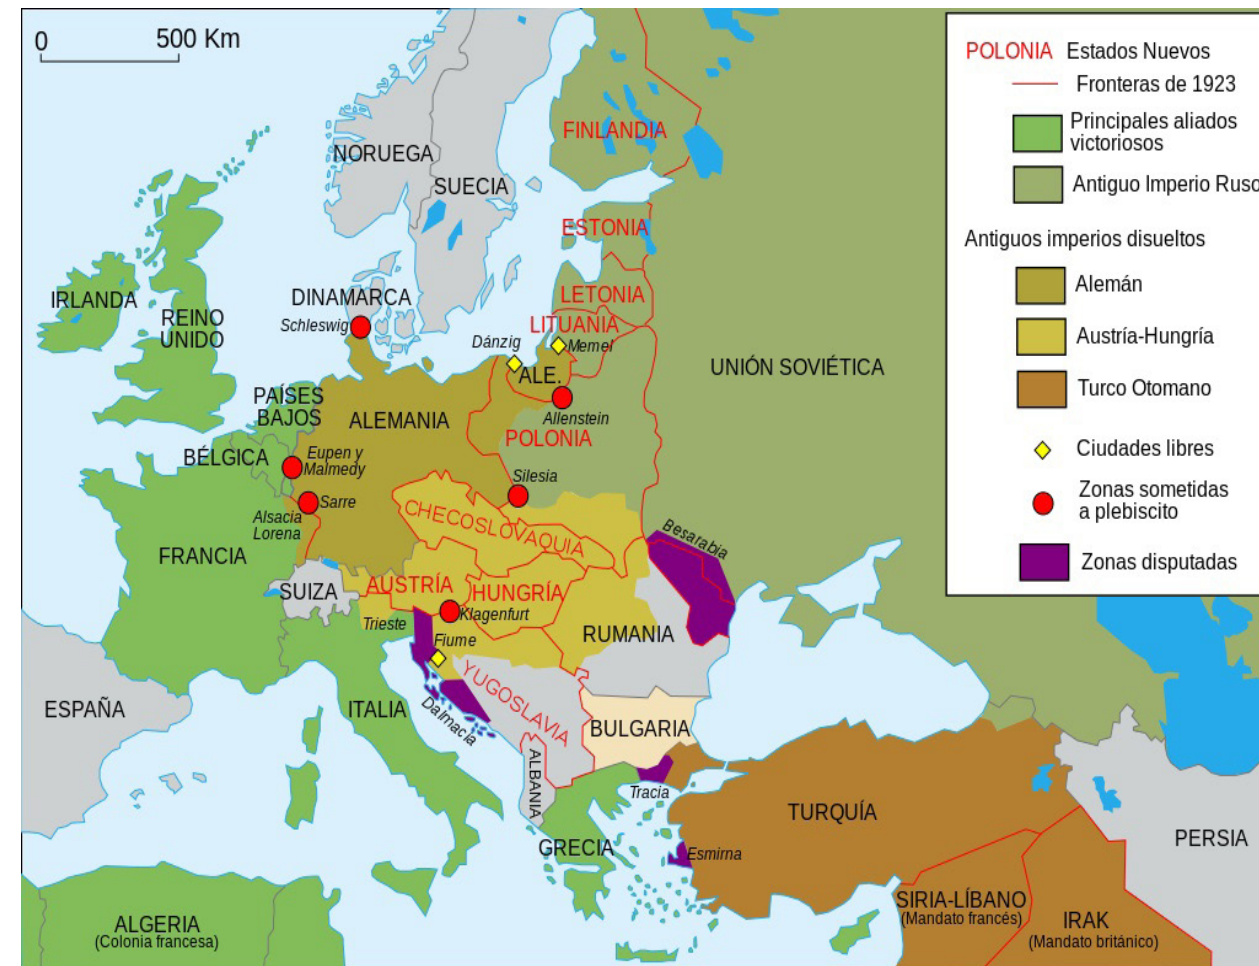 0 500 Km
POLONIA Estados Nuevos
Fronteras de 1923
Principales aliados
victoriosos
Antiguo Imperio Ruso
Antiguos imperios disueltos
Alemán
Austría-Hungría
Turco Otomano
Ciudades libres
Zonas sometidas
a plebiscito
Zonas disputadas
FINLANDIA
NORUEGA
SUECIA
ESTONIA
IRLANDA
REINO
UNIDO
DINAMARCA
Schleswig
LETONIA
LITUANIA
Dánzig
Memel
ALE.
UNIÓN SOVIÉTICA
PAÍSES
BAJOS
ALEMANIA
Allenstein
POLONIA
BÉLGICA
Eupen y
Malmedy
Silesia
Sarre
Alsacia
Lorena
CHECOSLOVAQUIA
Besarabia
FRANCIA
SUIZA
AUSTRÍA
HUNGRÍA
Klagenfurt
Trieste
Fiume
RUMANIA
YUGOSLAVIA
ESPAÑA
ITALIA
Dalmacia
BULGARIA
ALBANIA
Tracia
TURQUÍA
GRECIA
Esmirna
PERSIA
SIRIA-LÍBANO
(Mandato francés)
IRAK
(Mandato británico)
ALGERIA
(Colonia francesa)